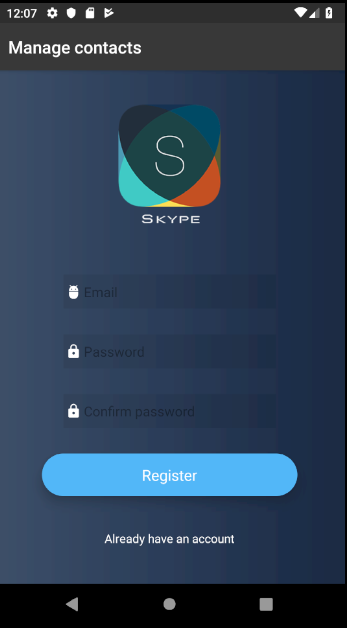 12:07
Manage contacts
S
SKYPE
Email
Password
Confirm password
Register
Already have an account